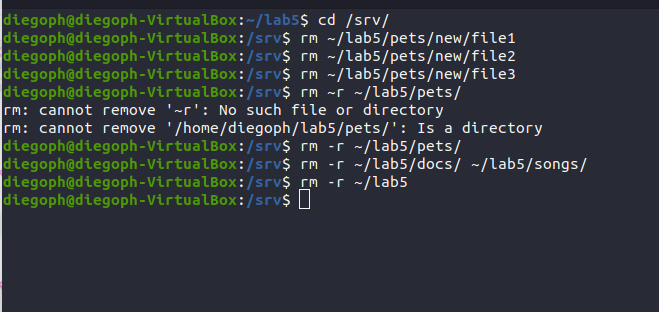 diegoph@diegoph-VirtualBox:~/lab5$ cd /srv/
diegoph@diegoph-VirtualBox:/srv$ rm ~/lab5/pets/new/file1
diegoph@diegoph-VirtualBox:/srv$ rm ~/lab5/pets/new/file2
diegoph@diegoph-VirtualBox:/srv$ rm ~/lab5/pets/new/file3
diegoph@diegoph-VirtualBox:/srv$ rm ~r ~/lab5/pets/
rm: cannot remove '~r': No such file or directory
rm: cannot remove '/home/diegoph/lab5/pets/': Is a directory
diegoph@diegoph-VirtualBox:/srv$ rm -r ~/lab5/pets/
diegoph@diegoph-VirtualBox:/srv$ rm -r ~/lab5/docs/ ~/lab5/songs/
diegoph@diegoph-VirtualBox:/srv$ rm -r ~/lab5
diegoph@diegoph-VirtualBox:/srv$